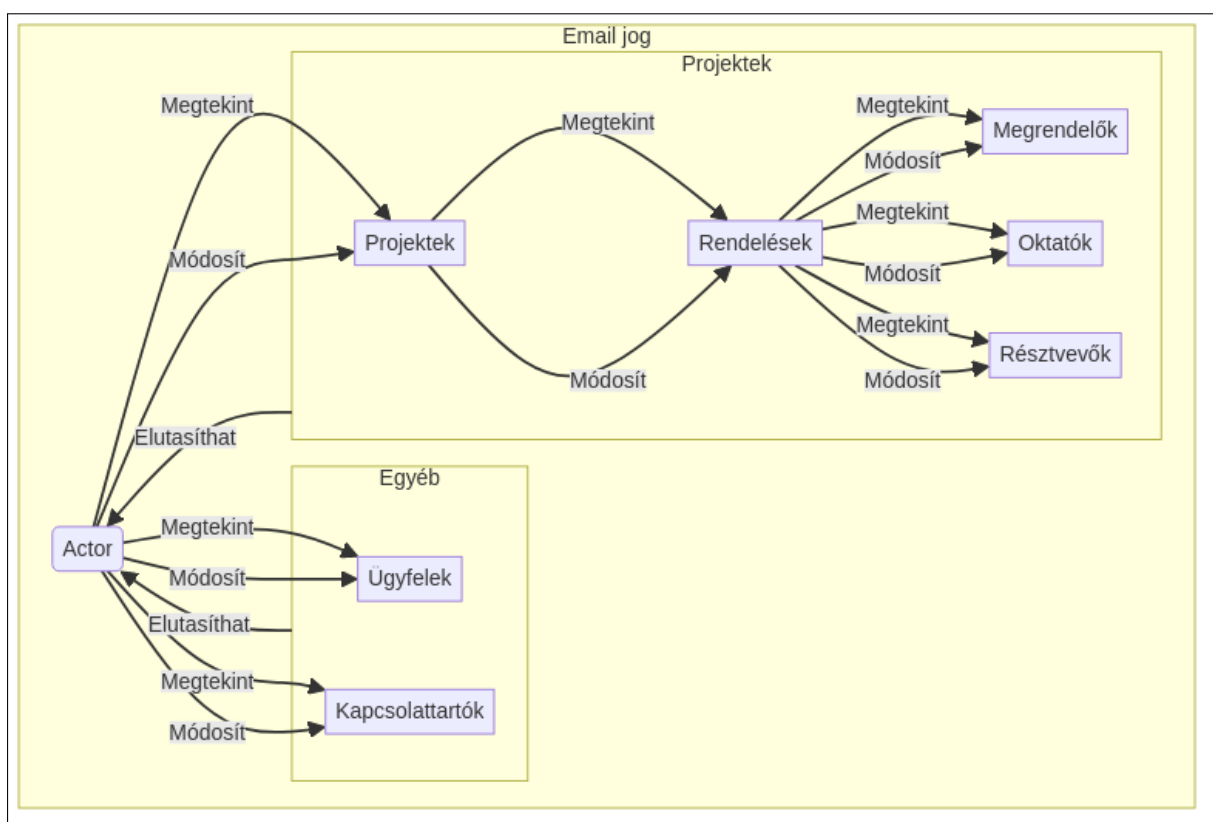 Email jog
Projektek
Megtekint
Megtekint
Megtekint
Megrendelők
Módosít
Megtekint
Projektek
Rendelések
Oktatók
Módosít
Módosít
Megtekint
Résztvevők
Módosít
Módosít
Elutasíthat
Egyéb
Megtekint
Actor
Ügyfelek
Módosít
Elutasíthat
Megtekint
Kapcsolattartók
Módosít